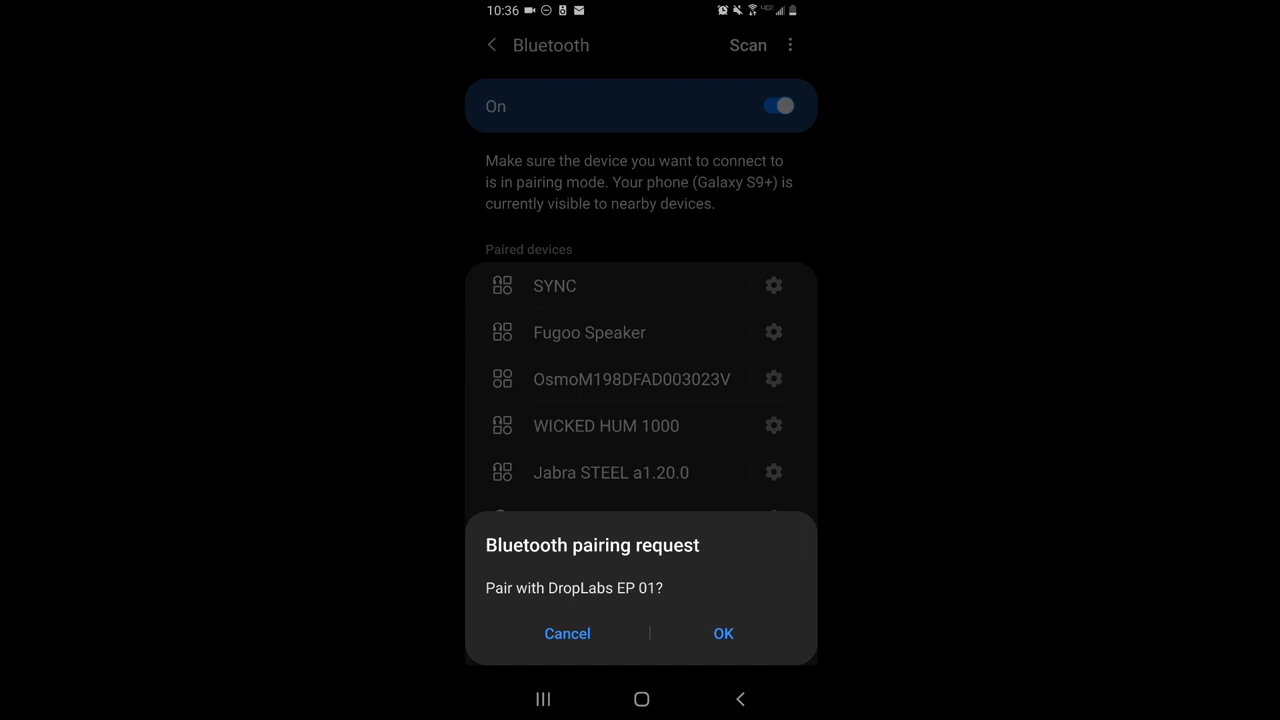 10:36
Bluetooth
Scan
On
Make sure the device you want to connect to
is in pairing mode. Your phone (Galaxy S9+) is
currently visible to nearby devices.
Paired devices
SYNC
Fugoo Speaker
OsmoM198DFAD003023V
WICKED HUM 1000
Jabra STEEL a1.20.0
Bluetooth pairing request
Pair with DropLabs EP 01?
Cancel
OK